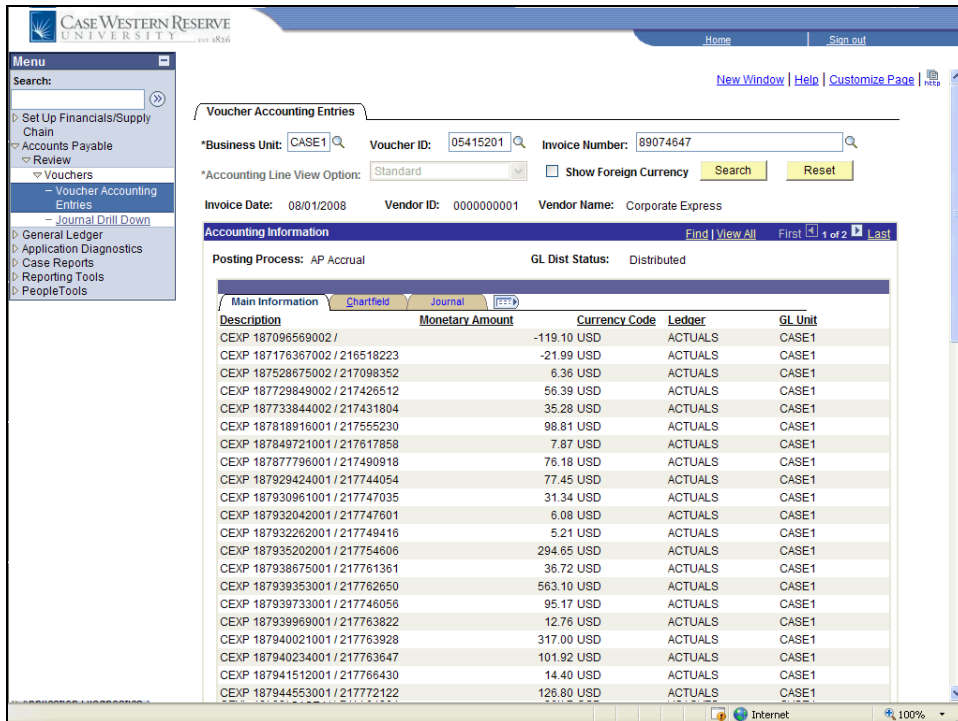 CASE WESTERN RESERVE
UNIVERSITY EST 1826
Home
Sign out
Menu
Search:
Set Up Financials/Supply
Chain
Accounts Payable
Review
Vouchers
– Voucher Accounting
Entries
– Journal Drill Down
General Ledger
Application Diagnostics
Case Reports
Reporting Tools
PeopleTools
New Window | Help | Customize Page | http
Voucher Accounting Entries
*Business Unit: CASE1 Voucher ID: 05415201 Invoice Number: 89074647
*Accounting Line View Option: Standard Show Foreign Currency Search Reset
Invoice Date: 08/01/2008 Vendor ID: 0000000001 Vendor Name: Corporate Express
Accounting Information Find | View All First 1 of 2 Last
Posting Process: AP Accrual GL Dist Status: Distributed
Main Information Chartfield Journal
Description Monetary Amount Currency Code Ledger GL Unit
CEXP 187096569002 / -119.10 USD ACTUALS CASE1
CEXP 187176367002 / 216518223 -21.99 USD ACTUALS CASE1
CEXP 187528675002 / 217098352 6.36 USD ACTUALS CASE1
CEXP 187729849002 / 217426512 56.39 USD ACTUALS CASE1
CEXP 187733844002 / 217431804 35.28 USD ACTUALS CASE1
CEXP 187818916001 / 217555230 98.81 USD ACTUALS CASE1
CEXP 187849721001 / 217617858 7.87 USD ACTUALS CASE1
CEXP 187877796001 / 217490918 76.18 USD ACTUALS CASE1
CEXP 187929424001 / 217744054 77.45 USD ACTUALS CASE1
CEXP 187930961001 / 217747035 31.34 USD ACTUALS CASE1
CEXP 187932042001 / 217747601 6.08 USD ACTUALS CASE1
CEXP 187932262001 / 217749416 5.21 USD ACTUALS CASE1
CEXP 187935202001 / 217754606 294.65 USD ACTUALS CASE1
CEXP 187938675001 / 217761361 36.72 USD ACTUALS CASE1
CEXP 187939353001 / 217762650 563.10 USD ACTUALS CASE1
CEXP 187939733001 / 217746056 95.17 USD ACTUALS CASE1
CEXP 187939969001 / 217763822 12.76 USD ACTUALS CASE1
CEXP 187940021001 / 217763928 317.00 USD ACTUALS CASE1
CEXP 187940234001 / 217763647 101.92 USD ACTUALS CASE1
CEXP 187941512001 / 217766430 14.40 USD ACTUALS CASE1
CEXP 187944553001 / 217772122 126.80 USD ACTUALS CASE1
Internet 100%